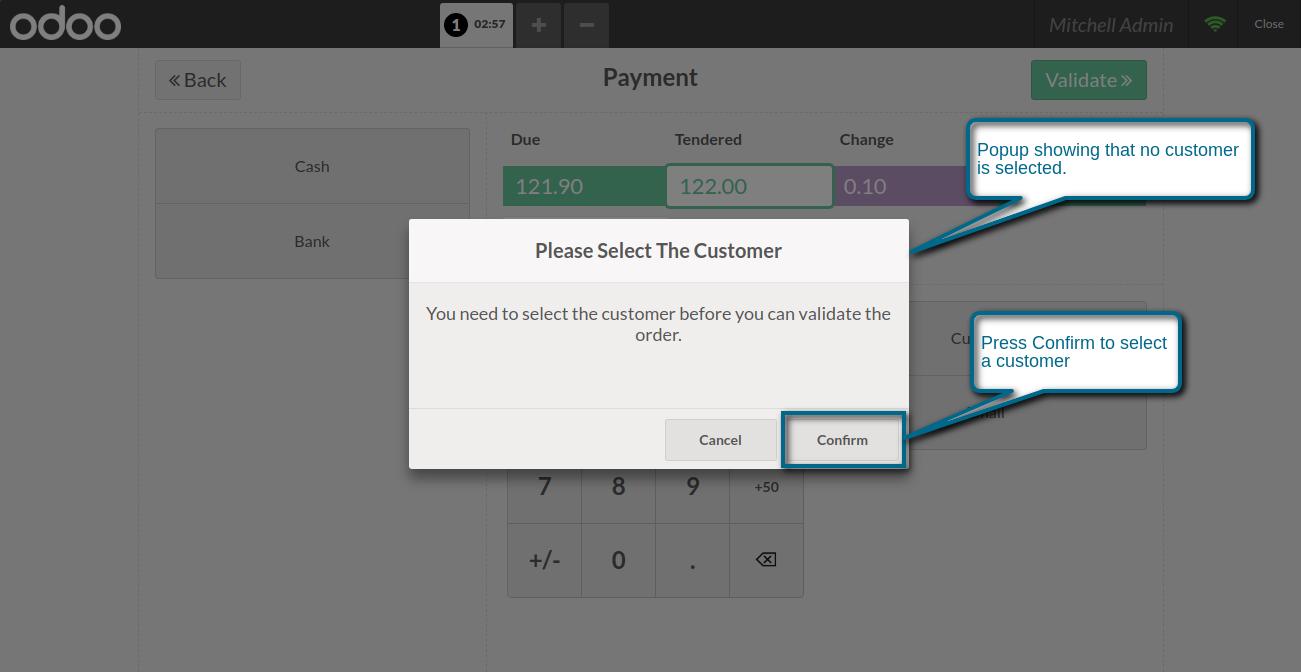 odoo
1 02:57
+
−
Mitchell Admin
Close
Back
Payment
Validate
Due
Tendered
Change
121.90
122.00
0.10
Cash
Bank
Popup showing that no customer
is selected.
Please Select The Customer
You need to select the customer before you can validate the
order.
Press Confirm to select
a customer
Cancel
Confirm
7
8
9
+50
+/-
0
.